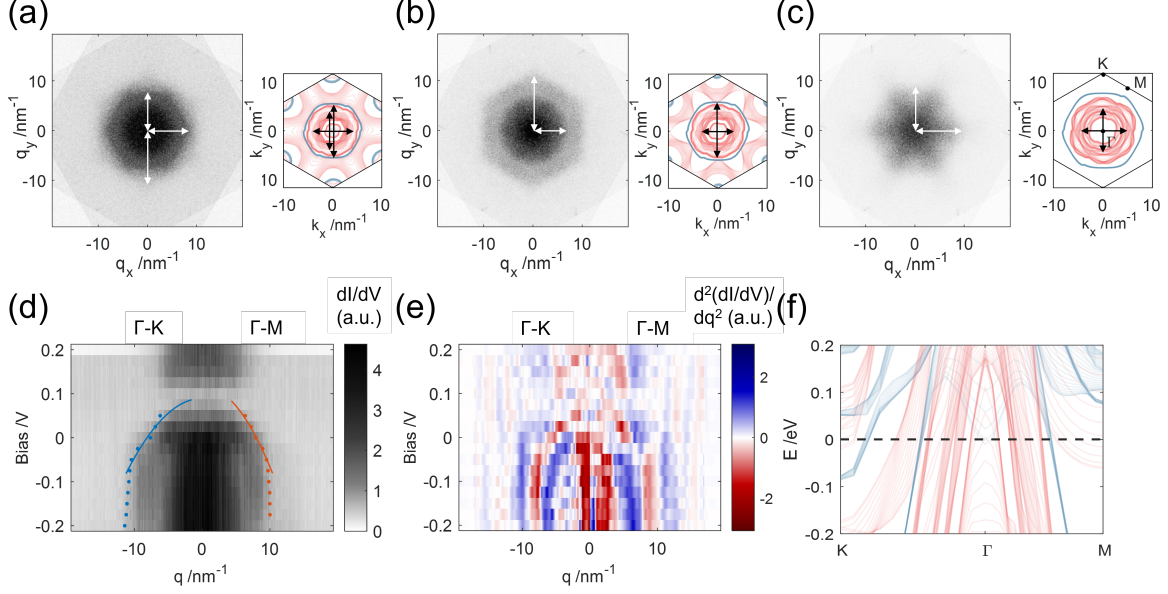 (a)
10
0
-10
q_y /nm⁻¹
-10
0
10
q_x /nm⁻¹
10
0
10
k_y /nm⁻¹
-10
0
10
k_x /nm⁻¹
(b)
10
0
-10
q_y /nm⁻¹
-10
0
10
q_x /nm⁻¹
10
0
10
k_y /nm⁻¹
-10
0
10
k_x /nm⁻¹
(c)
10
0
-10
q_y /nm⁻¹
-10
0
10
q_x /nm⁻¹
K
M
Γ
10
0
10
k_y /nm⁻¹
-10
0
10
k_x /nm⁻¹
(d)
Γ-K
Γ-M
dI/dV
(a.u.)
0.2
0.1
0
-0.1
-0.2
Bias /V
-10
0
10
q /nm⁻¹
4
3
2
1
0
(e)
Γ-K
Γ-M
d²(dI/dV)/
dq² (a.u.)
0.2
0.1
0
-0.1
-0.2
Bias /V
-10
0
10
q /nm⁻¹
2
0
-2
(f)
0.2
0.1
0
-0.1
-0.2
E /eV
K
Γ
M